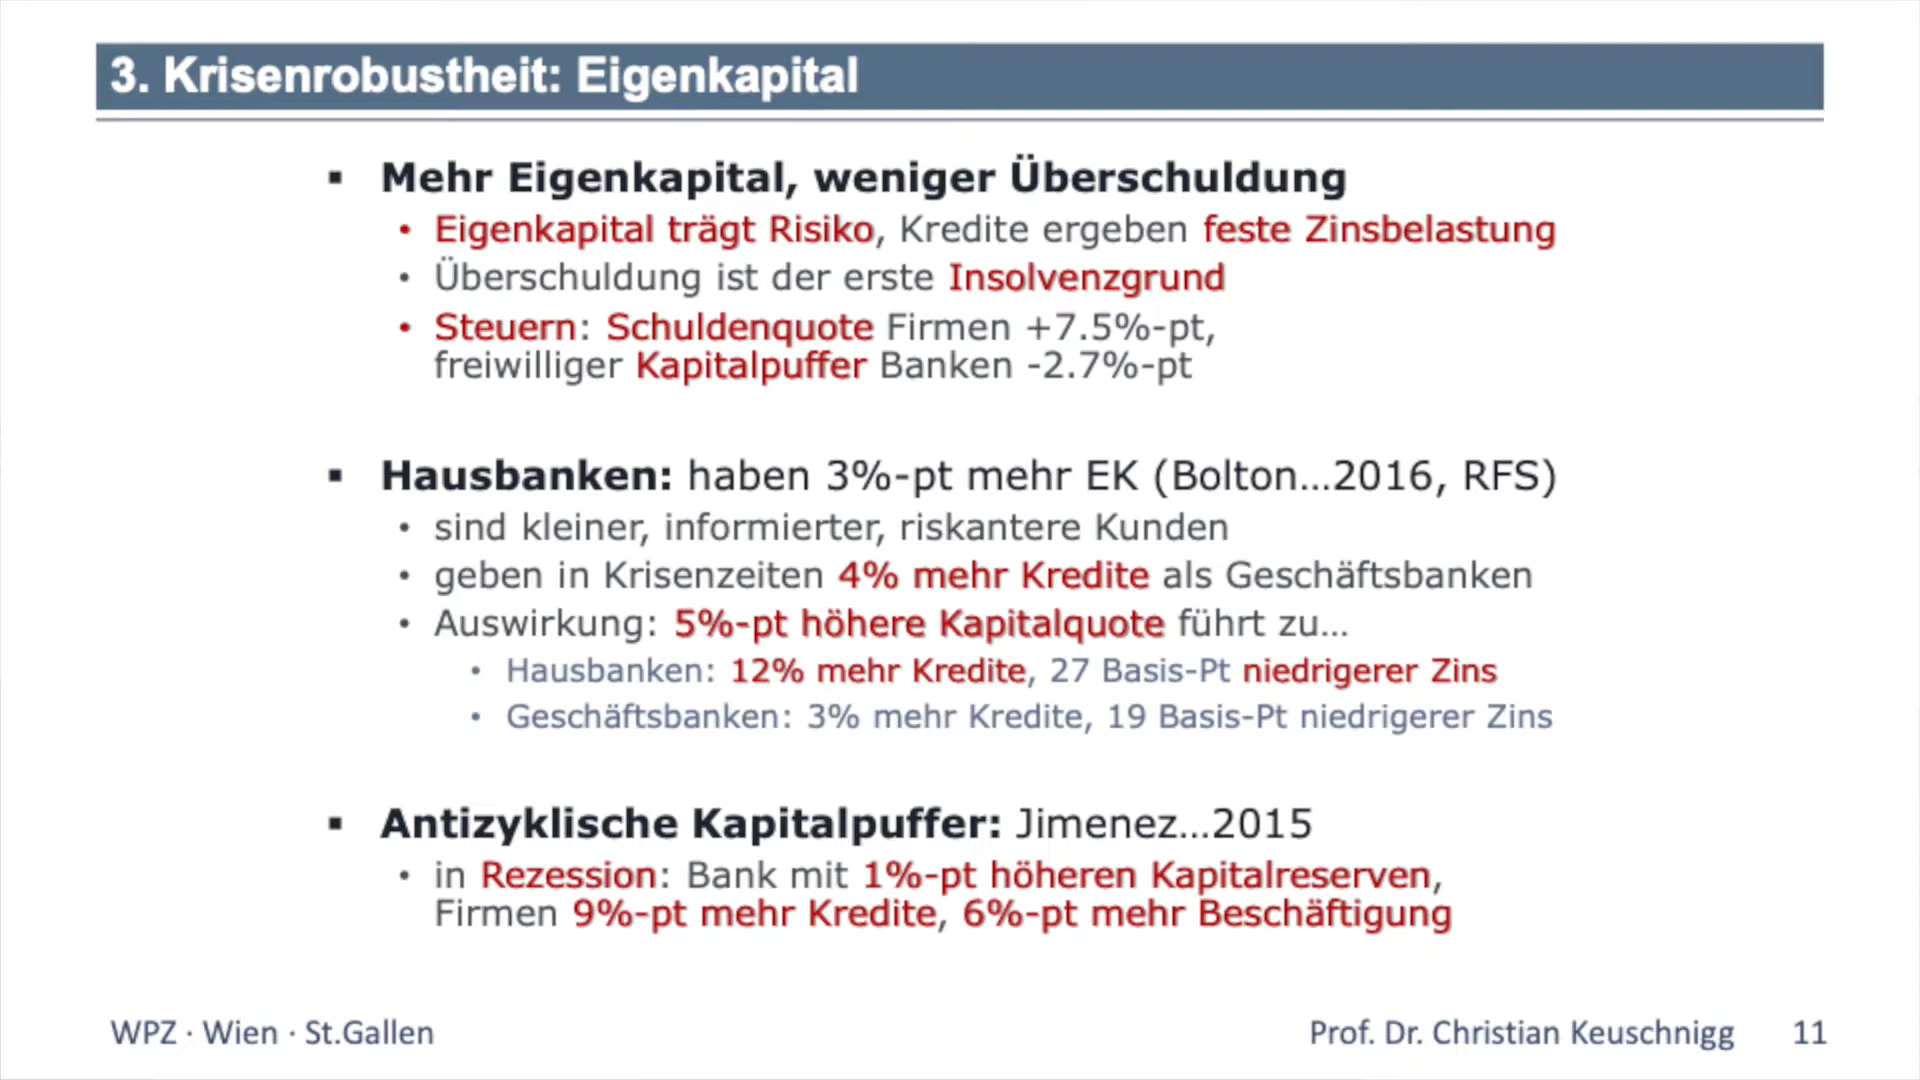 3. Krisenrobustheit: Eigenkapital
▪ Mehr Eigenkapital, weniger Überschuldung
• Eigenkapital trägt Risiko, Kredite ergeben feste Zinsbelastung
• Überschuldung ist der erste Insolvenzgrund
• Steuern: Schuldenquote Firmen +7.5%-pt,
freiwilliger Kapitalpuffer Banken -2.7%-pt
▪ Hausbanken: haben 3%-pt mehr EK (Bolton...2016, RFS)
• sind kleiner, informierter, riskantere Kunden
• geben in Krisenzeiten 4% mehr Kredite als Geschäftsbanken
• Auswirkung: 5%-pt höhere Kapitalquote führt zu...
• Hausbanken: 12% mehr Kredite, 27 Basis-Pt niedrigerer Zins
• Geschäftsbanken: 3% mehr Kredite, 19 Basis-Pt niedrigerer Zins
▪ Antizyklische Kapitalpuffer: Jimenez...2015
• in Rezession: Bank mit 1%-pt höheren Kapitalreserven,
Firmen 9%-pt mehr Kredite, 6%-pt mehr Beschäftigung
WPZ · Wien · St.Gallen
Prof. Dr. Christian Keuschnigg 11